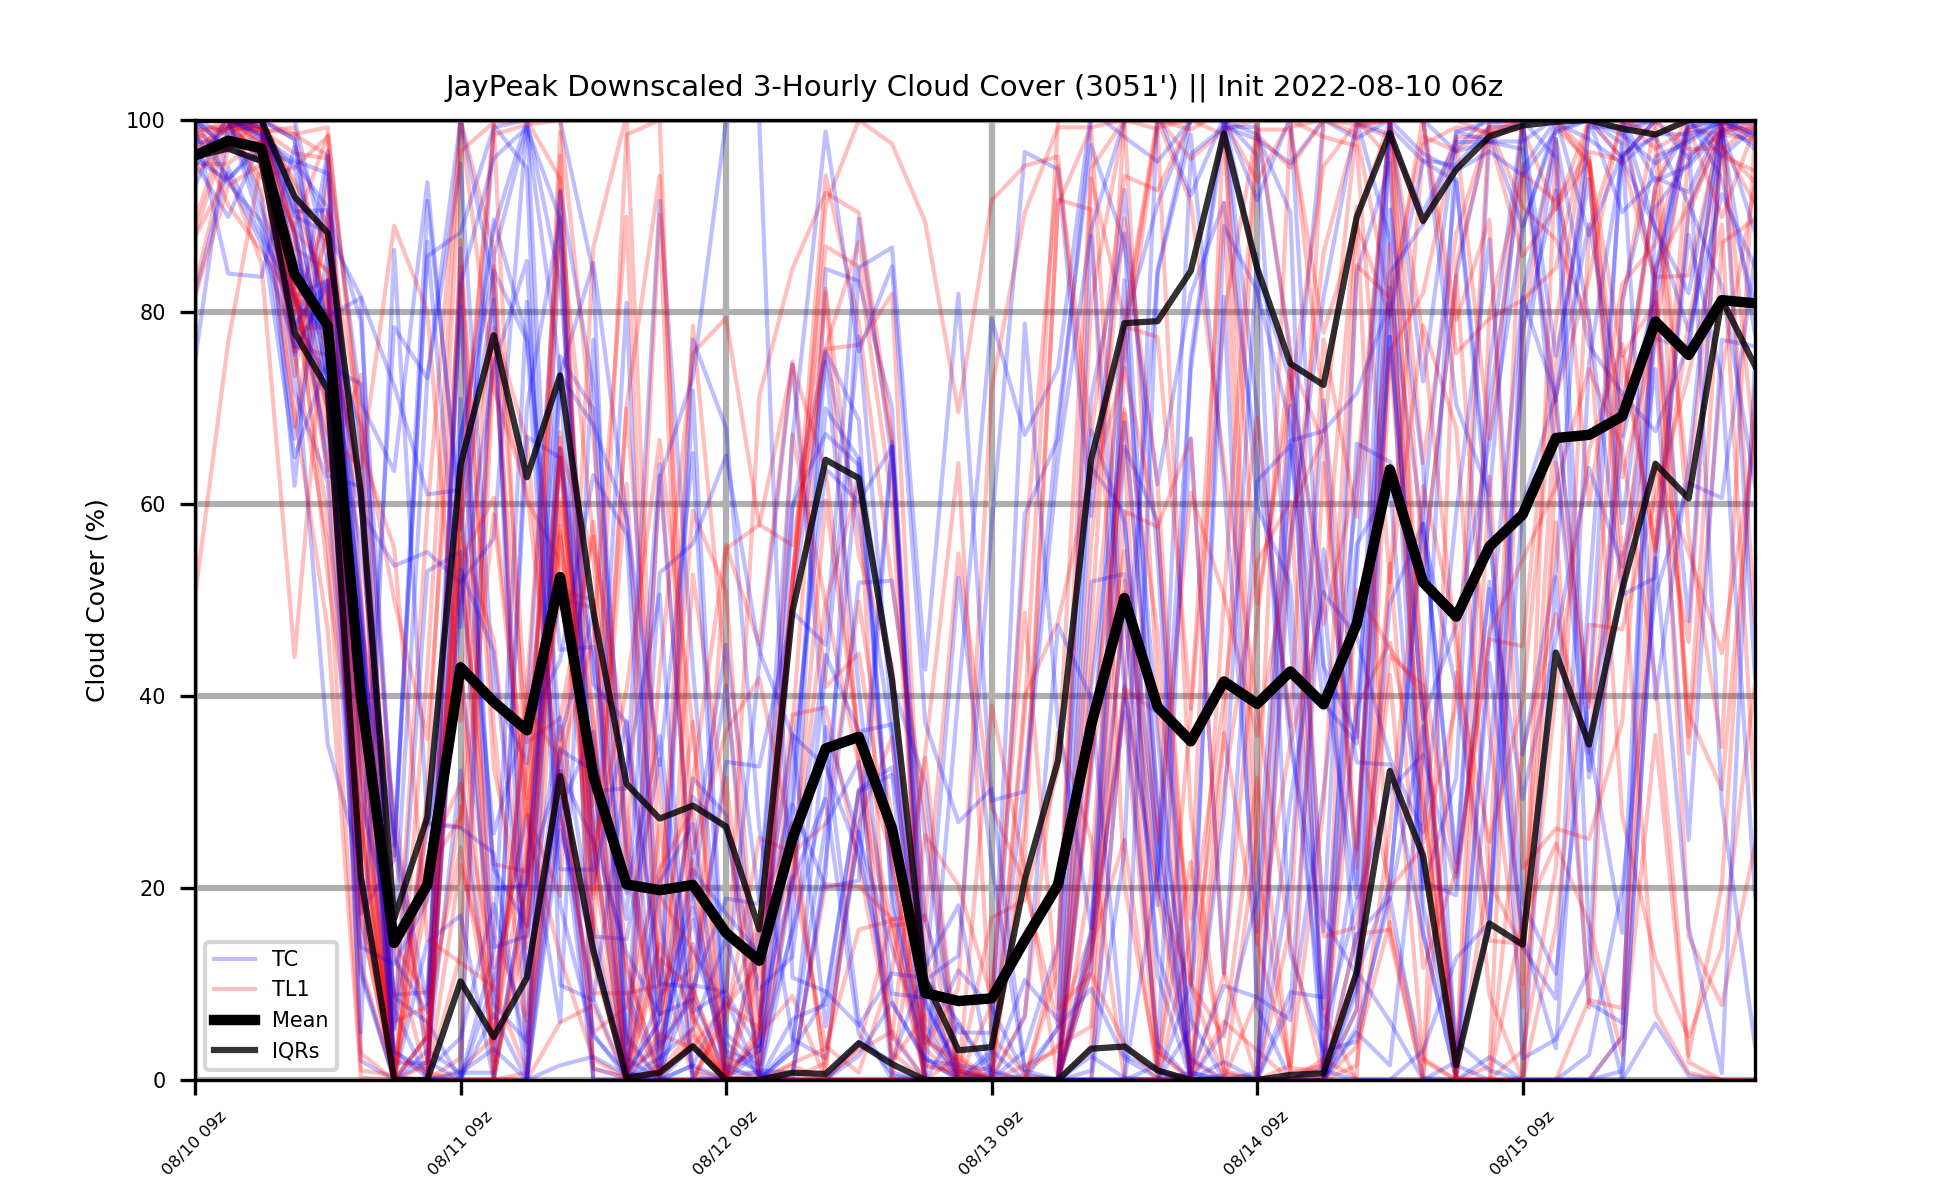 JayPeak Downscaled 3-Hourly Cloud Cover (3051') || Init 2022-08-10 06z
Cloud Cover (%)
100
80
60
40
20
0
TC
TL1
Mean
IQRs
08/10 09z
08/11 09z
08/12 09z
08/13 09z
08/14 09z
08/15 09z